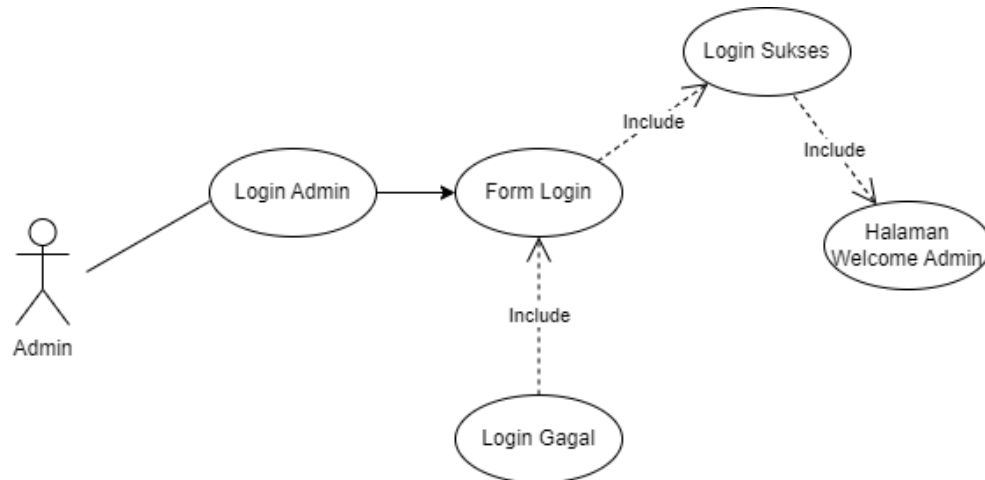 Login Sukses
Include
Include
Login Admin
Form Login
Halaman
Welcome Admin
Include
Admin
Login Gagal